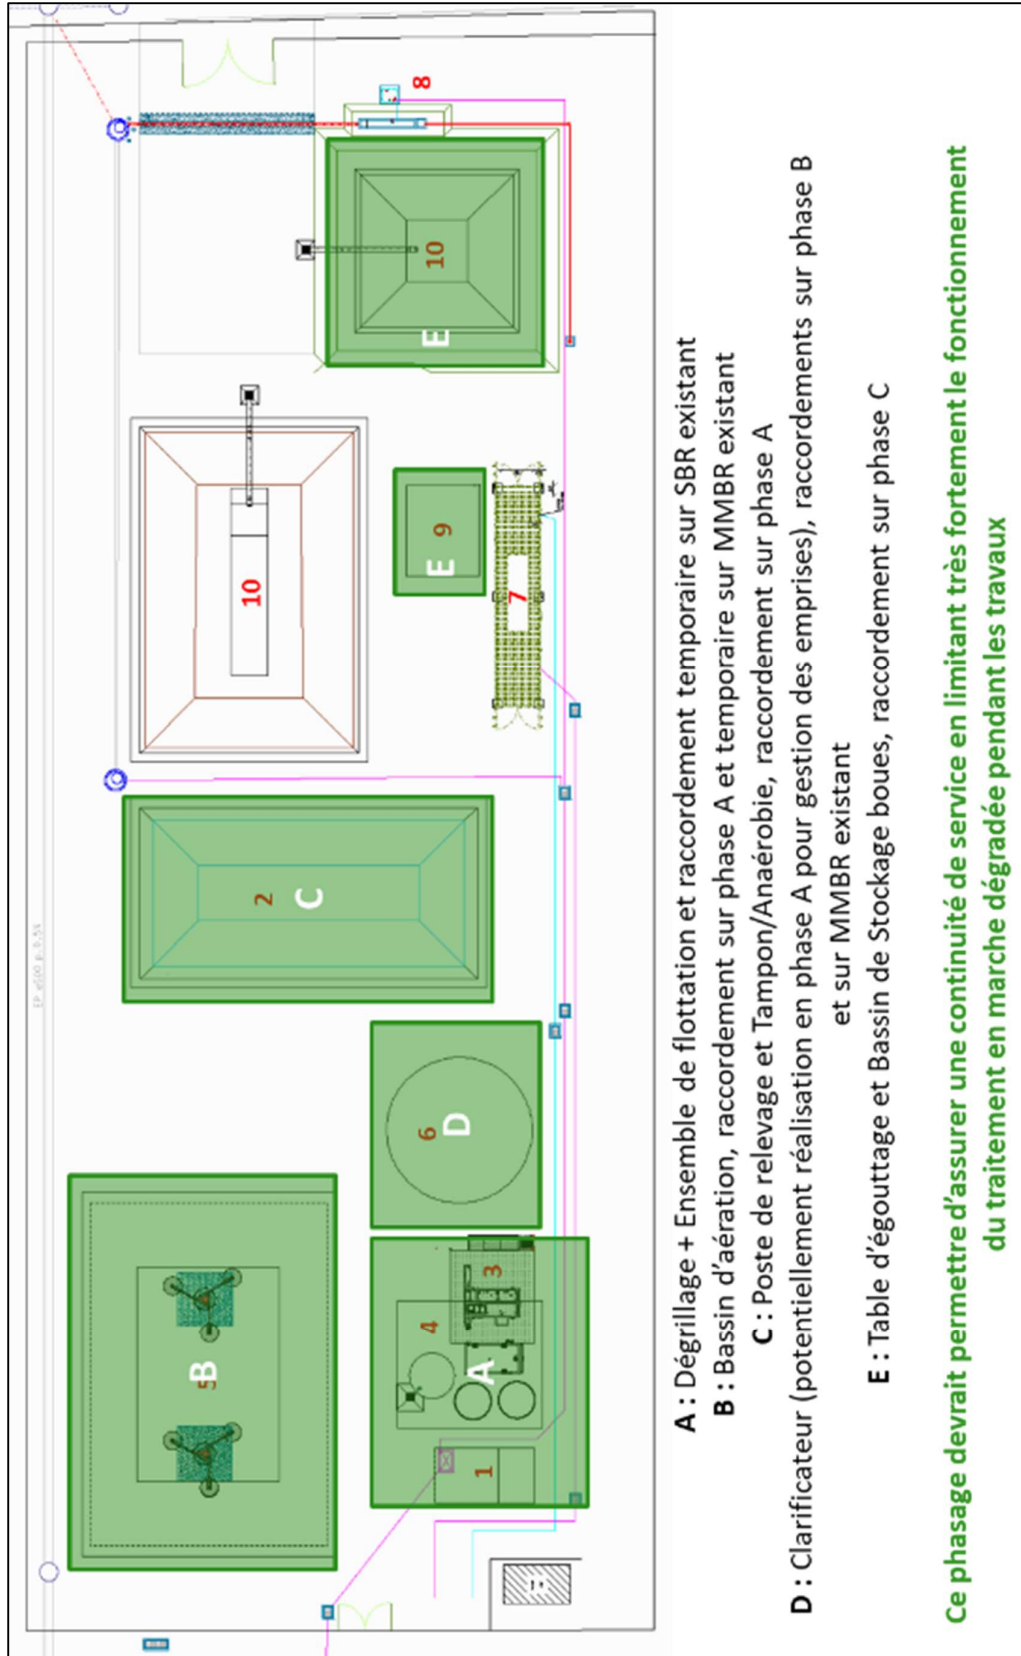 EP ø500 p.0.5%
B
5
A
1
4
3
D
6
C
2
10
E
9
7
E
10
8
A : Dégrillage + Ensemble de flottation et raccordement temporaire sur SBR existant
B : Bassin d'aération, raccordement sur phase A et temporaire sur MMBR existant
C : Poste de relevage et Tampon/Anaérobie, raccordement sur phase A
D : Clarificateur (potentiellement réalisation en phase A pour gestion des emprises), raccordements sur phase B
et sur MMBR existant
E : Table d'égouttage et Bassin de Stockage boues, raccordement sur phase C
Ce phasage devrait permettre d'assurer une continuité de service en limitant très fortement le fonctionnement
du traitement en marche dégradée pendant les travaux